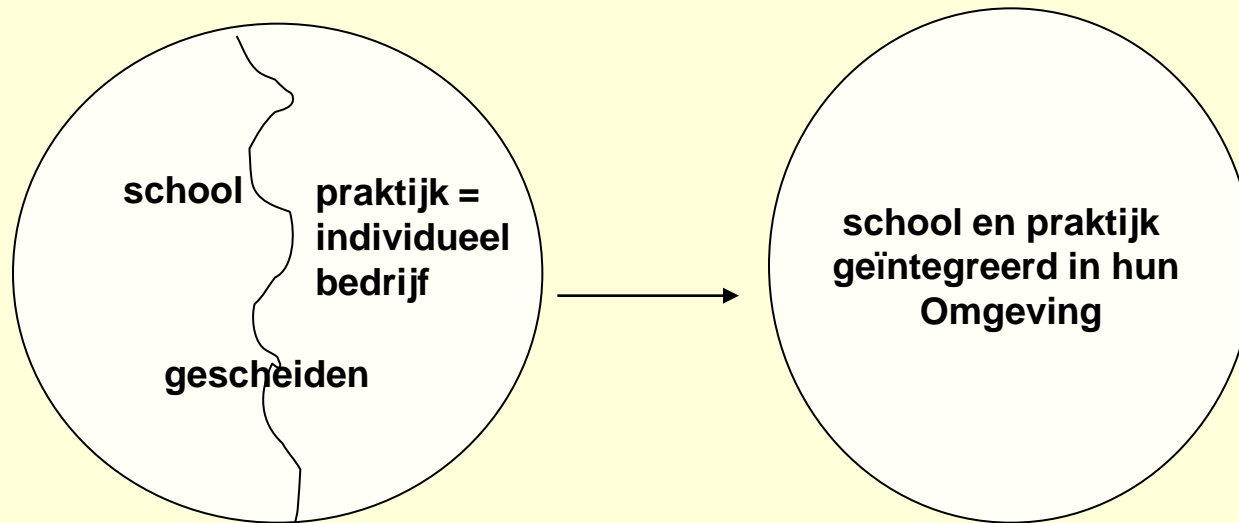 school
praktijk =
individueel
bedrijf
gescheiden
school en praktijk
geïntegreerd in hun
Omgeving